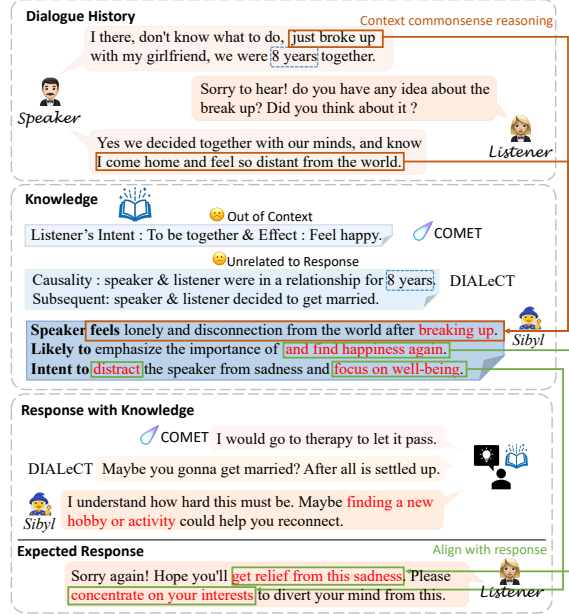 Dialogue History
Context commonsense reasoning
I there, don't know what to do, just broke up
with my girlfriend, we were 8 years together.
Speaker
Sorry to hear! do you have any idea about the
break up? Did you think about it ?
Listener
Yes we decided together with our minds, and know
I come home and feel so distant from the world.
Knowledge
Out of Context
Listener's Intent : To be together & Effect : Feel happy.
COMET
Unrelated to Response
Causality : speaker & listener were in a relationship for 8 years.
Subsequent: speaker & listener decided to get married.
DIALeCT
Speaker feels lonely and disconnection from the world after breaking up.
Likely to emphasize the importance of and find happiness again.
Intent to distract the speaker from sadness and focus on well-being.
Sibyl
Response with Knowledge
COMET I would go to therapy to let it pass.
DIALeCT Maybe you gonna get married? After all is settled up.
Sibyl
I understand how hard this must be. Maybe finding a new
hobby or activity could help you reconnect.
Expected Response
Align with response
Sorry again! Hope you'll get relief from this sadness. Please
concentrate on your interests to divert your mind from this.
Listener